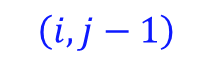 (i, j − 1)